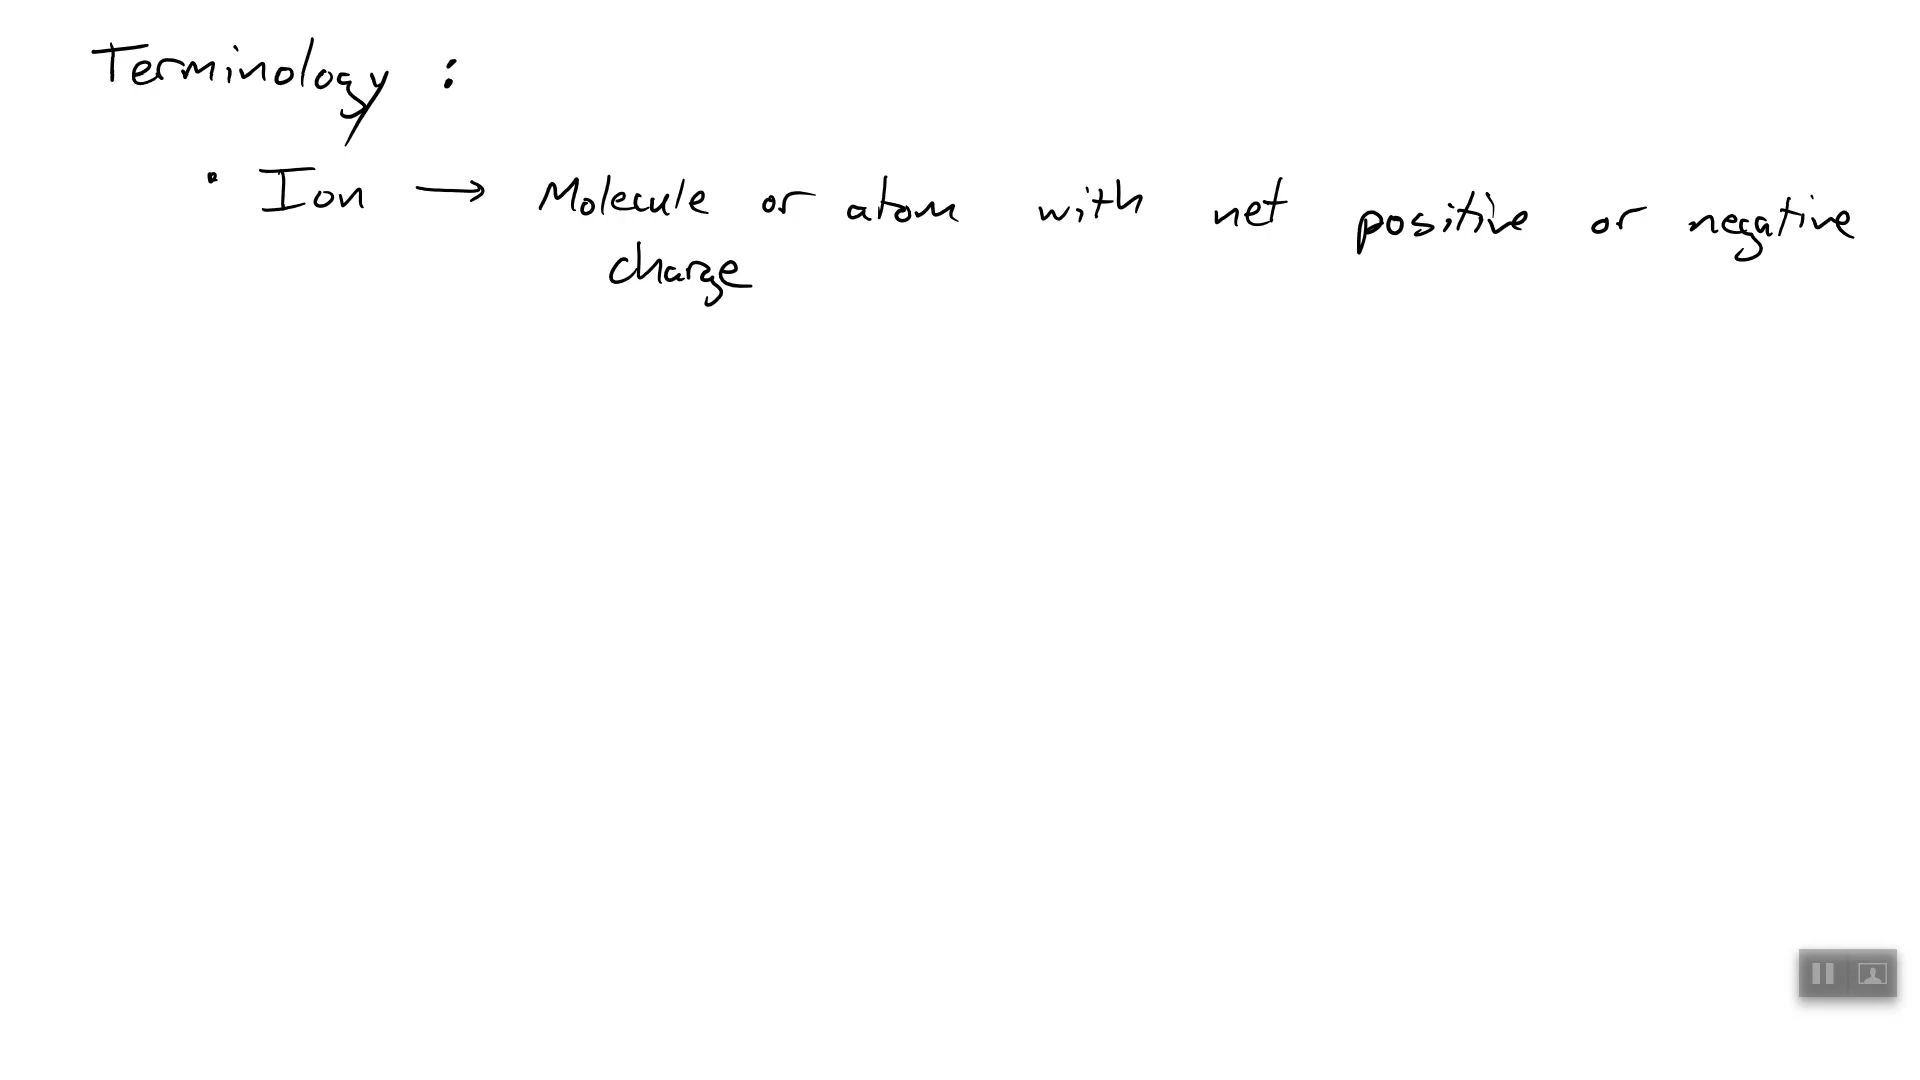 Terminology :
• Ion → Molecule or atom with net positive or negative
charge